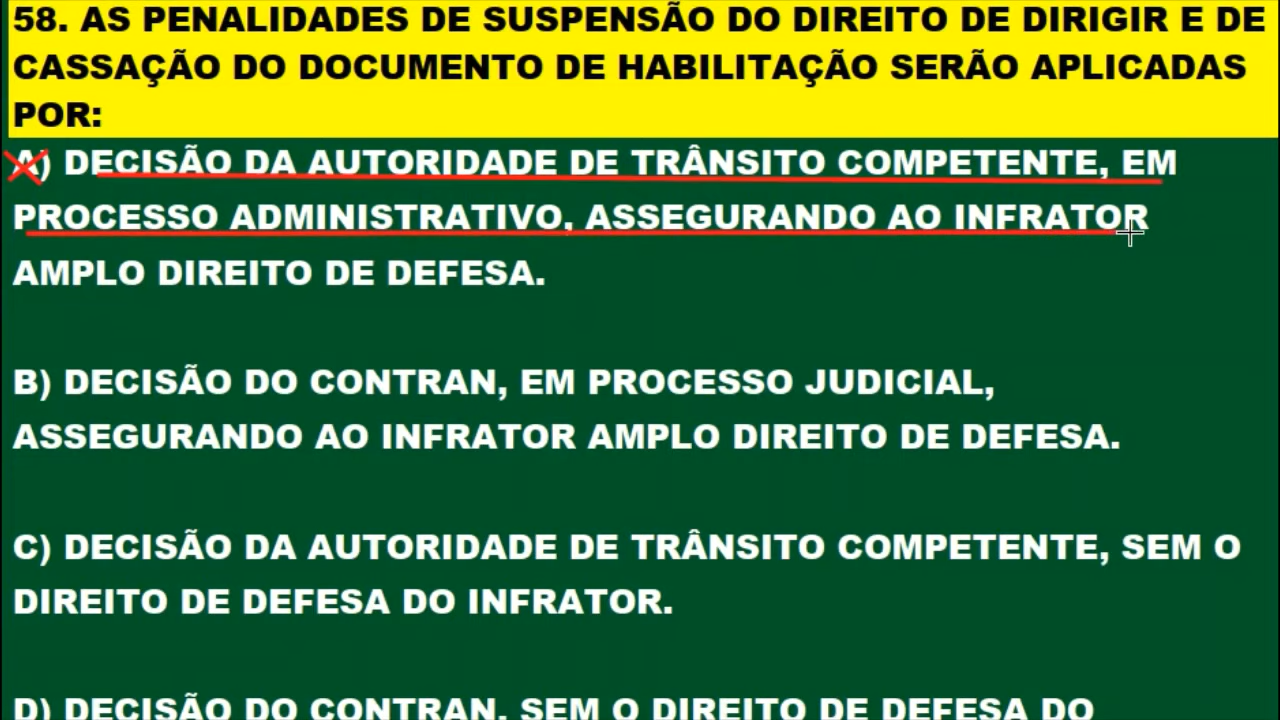 58. AS PENALIDADES DE SUSPENSÃO DO DIREITO DE DIRIGIR E DE
CASSAÇÃO DO DOCUMENTO DE HABILITAÇÃO SERÃO APLICADAS
POR:
A) DECISÃO DA AUTORIDADE DE TRÂNSITO COMPETENTE, EM
PROCESSO ADMINISTRATIVO, ASSEGURANDO AO INFRATOR
AMPLO DIREITO DE DEFESA.
B) DECISÃO DO CONTRAN, EM PROCESSO JUDICIAL,
ASSEGURANDO AO INFRATOR AMPLO DIREITO DE DEFESA.
C) DECISÃO DA AUTORIDADE DE TRÂNSITO COMPETENTE, SEM O
DIREITO DE DEFESA DO INFRATOR.
D) DECISÃO DO CONTRAN, SEM O DIREITO DE DEFESA DO